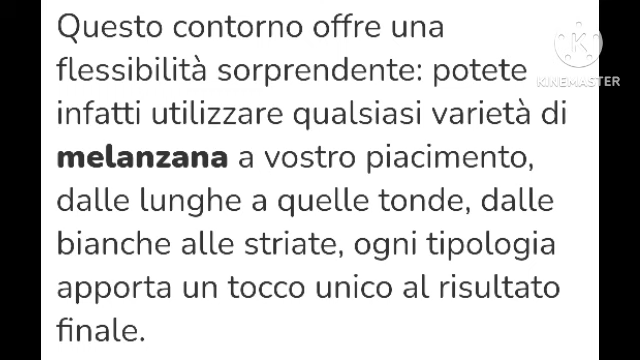 Questo contorno offre una
flessibilità sorprendente: potete
infatti utilizzare qualsiasi varietà di
melanzana a vostro piacimento,
dalle lunghe a quelle tonde, dalle
bianche alle striate, ogni tipologia
apporta un tocco unico al risultato
finale.
K
KINEMASTER